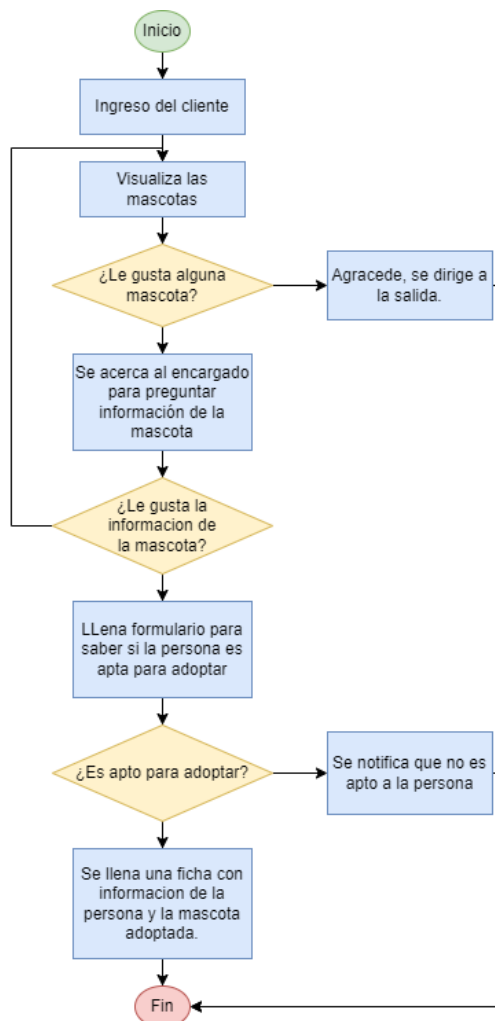 Inicio
Ingreso del cliente
Visualiza las
mascotas
¿Le gusta alguna
mascota?
Agracede, se dirige a
la salida.
Se acerca al encargado
para preguntar
información de la
mascota
¿Le gusta la
informacion de
la mascota?
LLena formulario para
saber si la persona es
apta para adoptar
¿Es apto para adoptar?
Se notifica que no es
apto a la persona
Se llena una ficha con
informacion de la
persona y la mascota
adoptada.
Fin